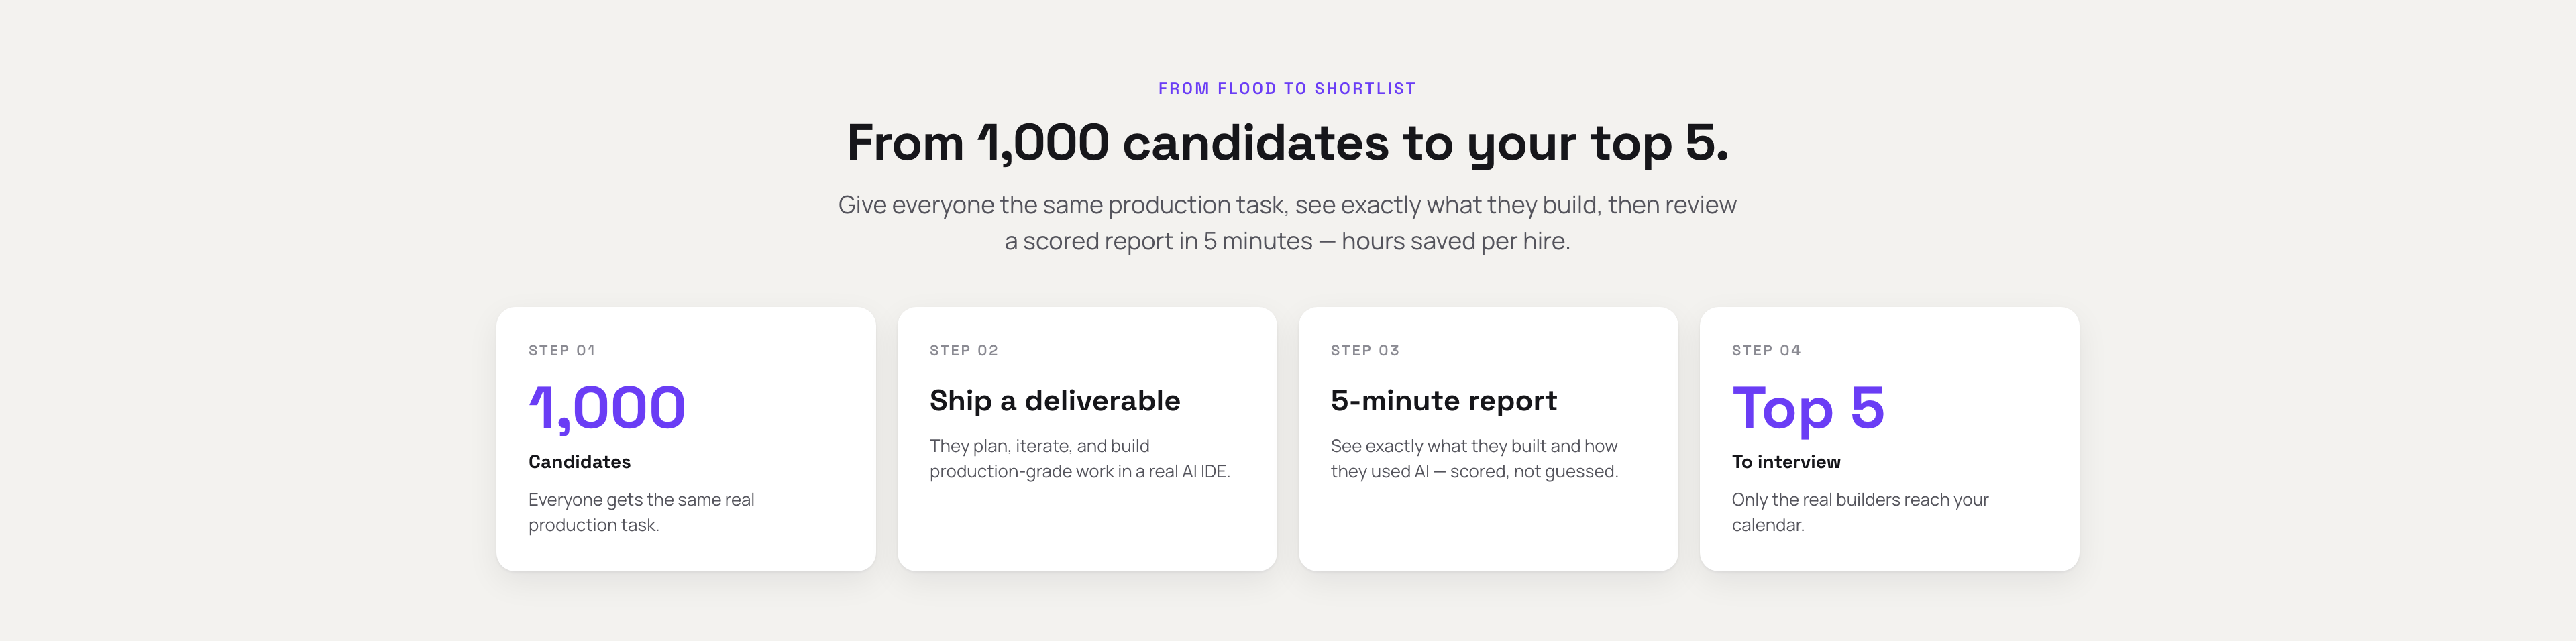 FROM FLOOD TO SHORTLIST
From 1,000 candidates to your top 5.
Give everyone the same production task, see exactly what they build, then review
a scored report in 5 minutes — hours saved per hire.
STEP 01
1,000
Candidates
Everyone gets the same real
production task.
STEP 02
Ship a deliverable
They plan, iterate, and build
production-grade work in a real AI IDE.
STEP 03
5-minute report
See exactly what they built and how
they used AI — scored, not guessed.
STEP 04
Top 5
To interview
Only the real builders reach your
calendar.